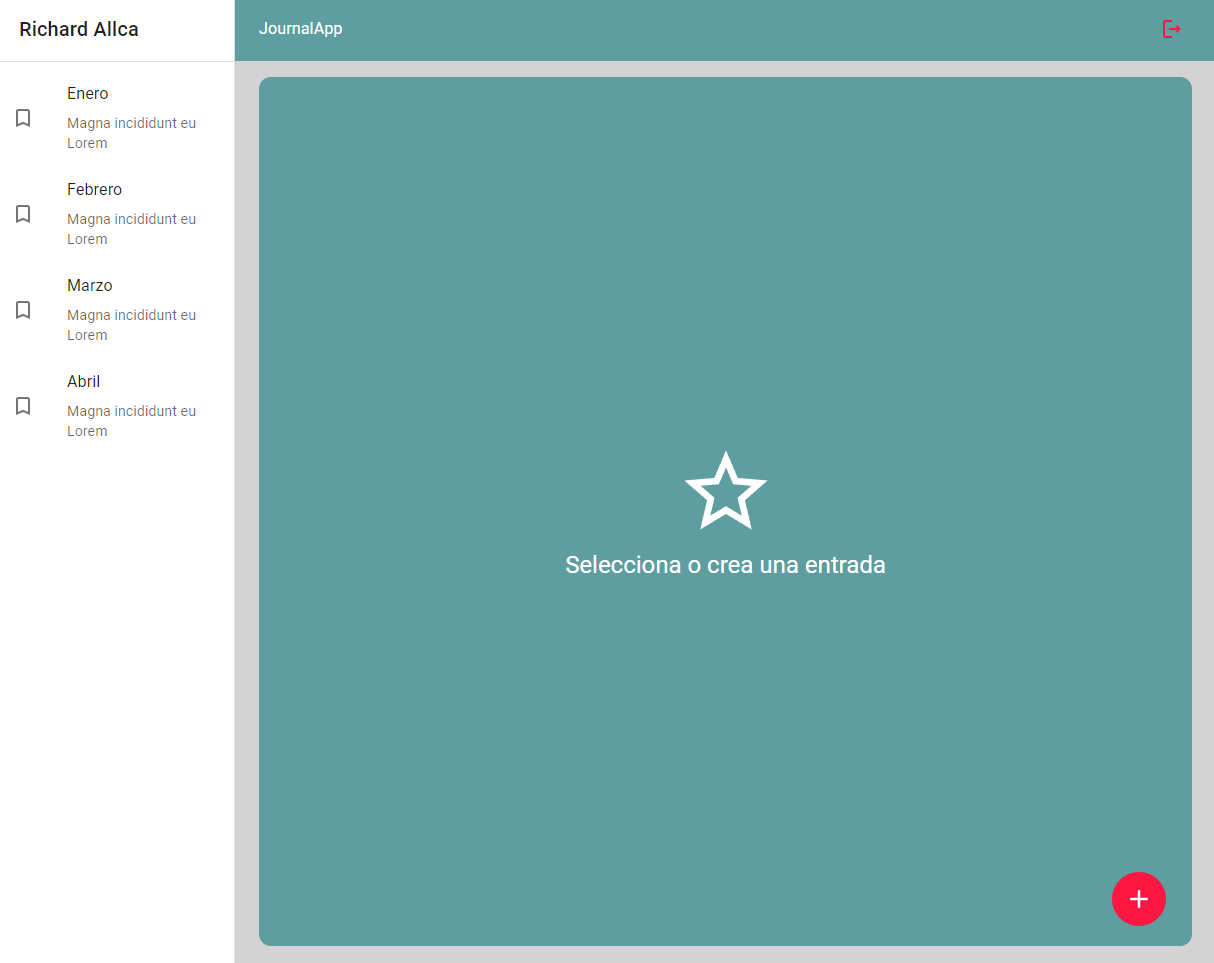 Richard Allca
JournalApp
Enero
Magna incididunt eu
Lorem
Febrero
Magna incididunt eu
Lorem
Marzo
Magna incididunt eu
Lorem
Abril
Magna incididunt eu
Lorem
Selecciona o crea una entrada